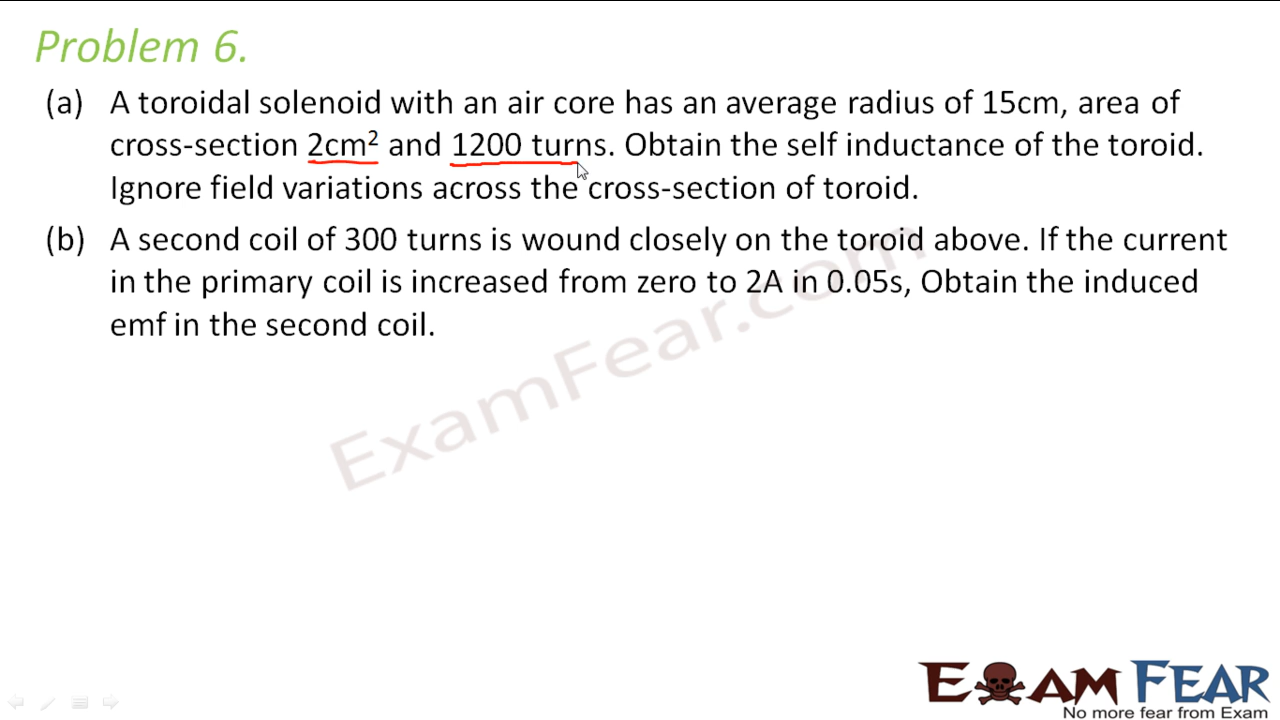 Problem 6.
(a) A toroidal solenoid with an air core has an average radius of 15cm, area of
cross-section 2cm² and 1200 turns. Obtain the self inductance of the toroid.
Ignore field variations across the cross-section of toroid.
(b) A second coil of 300 turns is wound closely on the toroid above. If the current
in the primary coil is increased from zero to 2A in 0.05s, Obtain the induced
emf in the second coil.
ExamFear.com
EXAM FEAR
No more fear from Exam